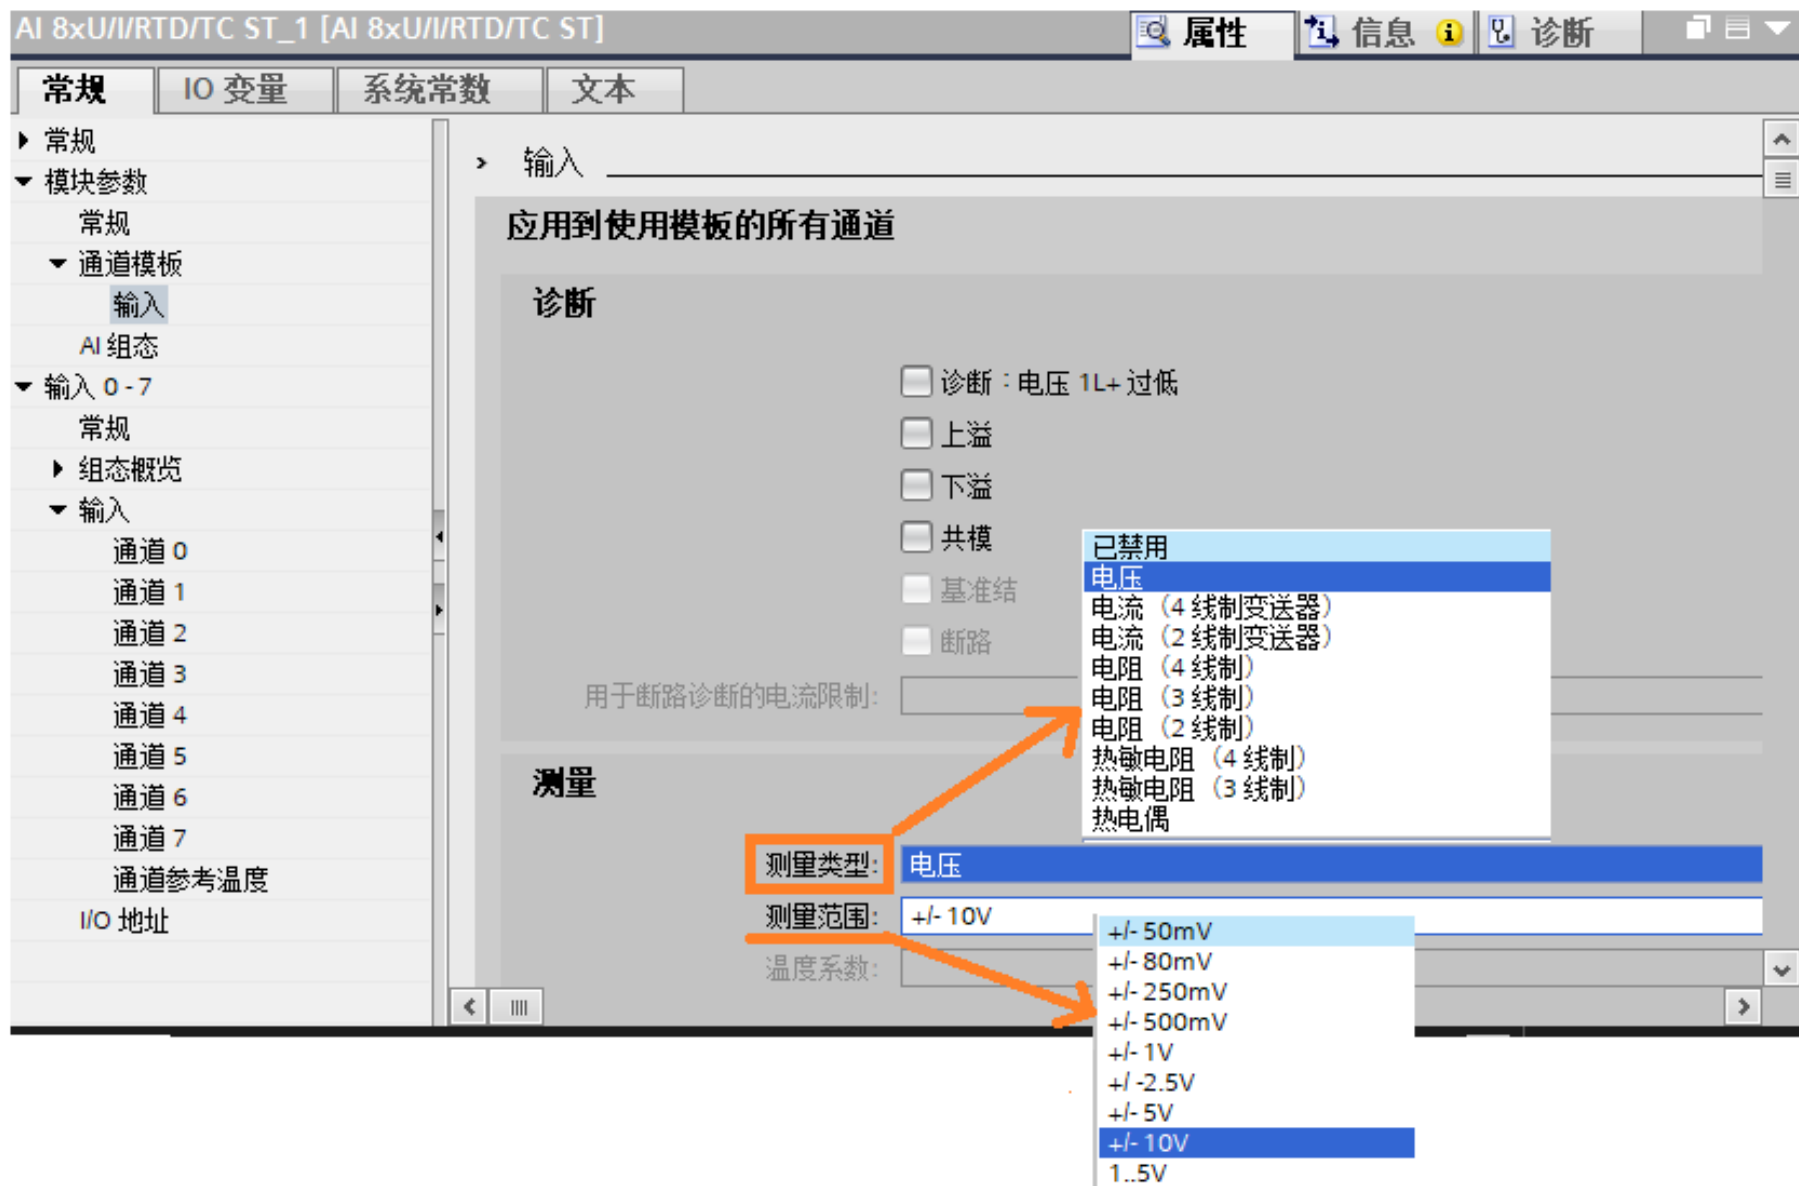 AI 8xU/I/RTD/TC ST_1 [AI 8xU/I/RTD/TC ST]
属性
信息
诊断
常规
IO 变量
系统常数
文本
常规
模块参数
常规
通道模板
输入
AI 组态
输入 0 - 7
常规
组态概览
输入
通道 0
通道 1
通道 2
通道 3
通道 4
通道 5
通道 6
通道 7
通道参考温度
I/O 地址
输入
应用到使用模板的所有通道
诊断
诊断：电压 1L+ 过低
上溢
下溢
共模
基准结
断路
用于断路诊断的电流限制:
已禁用
电压
电流（4 线制变送器）
电流（2 线制变送器）
电阻（4 线制）
电阻（3 线制）
电阻（2 线制）
热敏电阻（4 线制）
热敏电阻（3 线制）
热电偶
测量
测量类型: 电压
测量范围: +/- 10V
温度系数:
+/- 50mV
+/- 80mV
+/- 250mV
+/- 500mV
+/- 1V
+/ -2.5V
+/- 5V
+/- 10V
1..5V